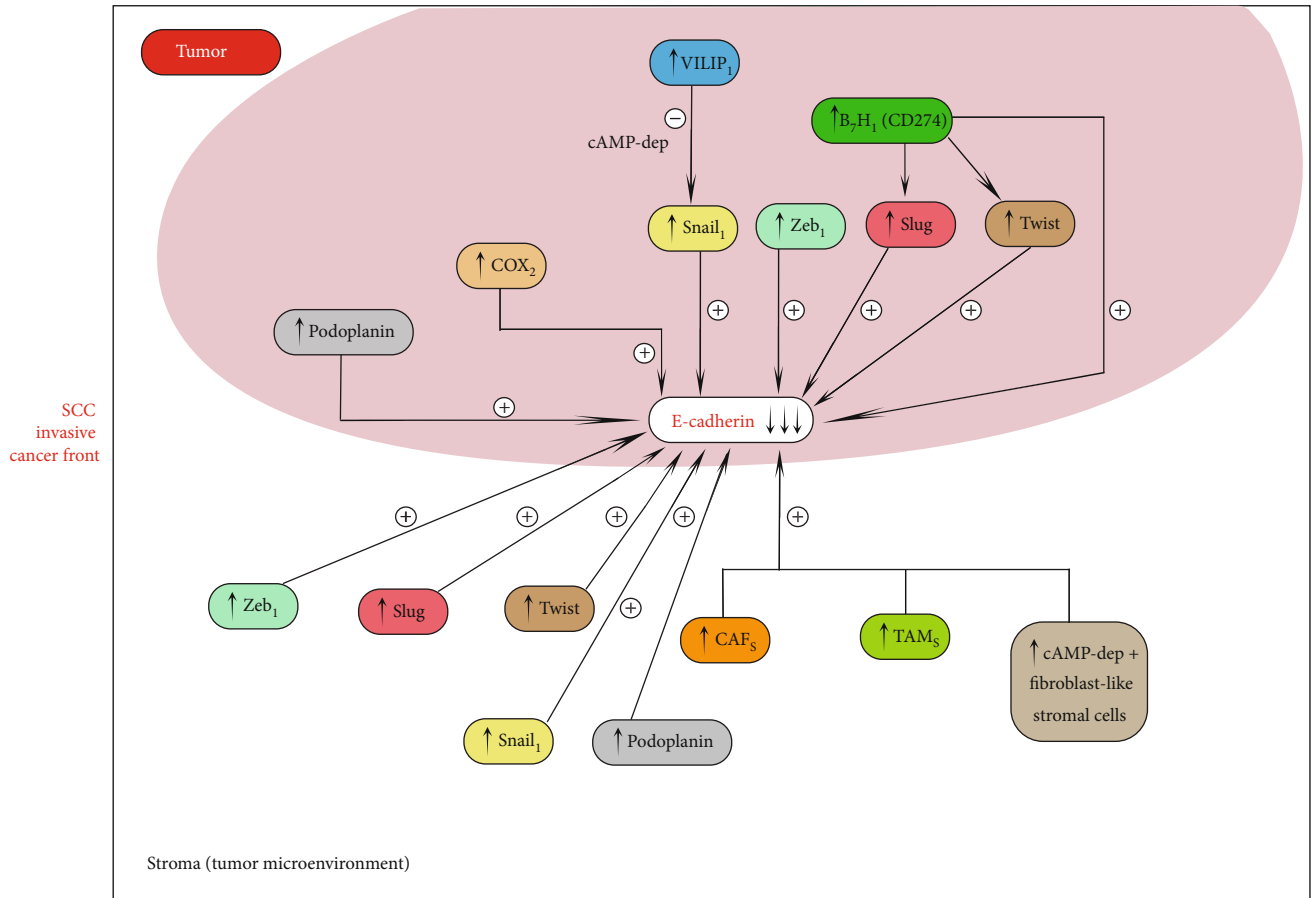 Tumor
↑ VILIP₁
↑ B₇H₁ (CD274)
−
cAMP-dep
↑ Snail₁
↑ Zeb₁
↑ Slug
↑ Twist
↑ COX₂
↑ Podoplanin
+
+
+
+
+
+
+
SCC
invasive
cancer front
E-cadherin ↓↓↓
+
+
+
+
+
+
↑ Zeb₁
↑ Slug
↑ Twist
↑ CAFS
↑ TAMS
↑ cAMP-dep +
fibroblast-like
stromal cells
↑ Snail₁
↑ Podoplanin
Stroma (tumor microenvironment)